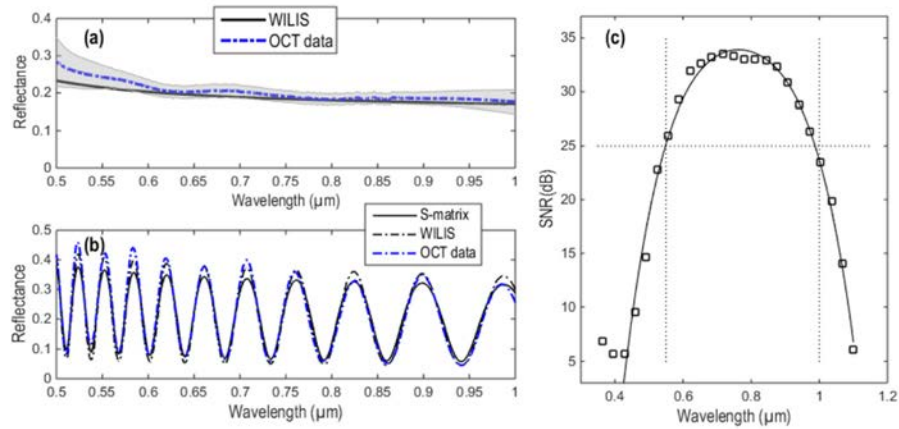 (a)
WILIS
OCT data
Reflectance
0.4
0.3
0.2
0.1
0
0.5 0.55 0.6 0.65 0.7 0.75 0.8 0.85 0.9 0.95 1
Wavelength (μm)
(b)
S-matrix
WILIS
OCT data
Reflectance
0.5
0.4
0.3
0.2
0.1
0
0.5 0.55 0.6 0.65 0.7 0.75 0.8 0.85 0.9 0.95 1
Wavelength (μm)
(c)
SNR(dB)
35
30
25
20
15
10
5
0.4 0.6 0.8 1 1.2
Wavelength (μm)